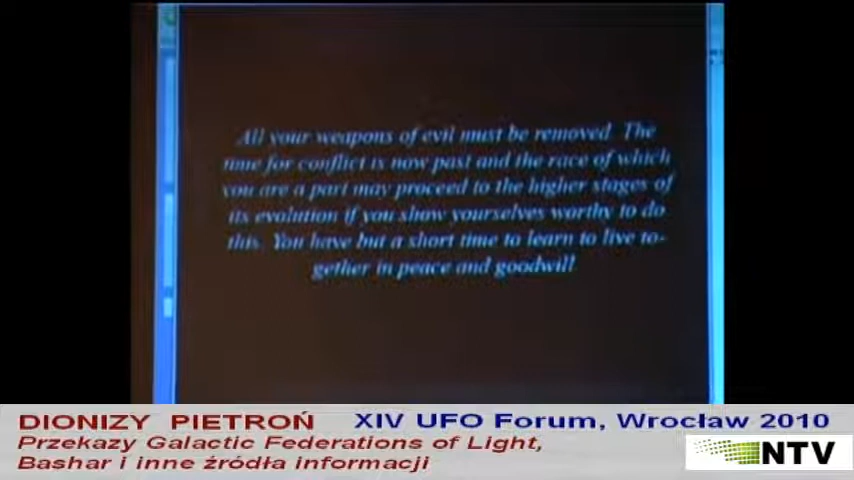 All your weapons of evil must be removed. The
time for conflict is now past and the race of which
you are a part may proceed to the higher stages of
its evolution if you show yourselves worthy to do
this. You have but a short time to learn to live to-
gether in peace and goodwill
DIONIZY PIETROŃ
XIV UFO Forum, Wrocław 2010
Przekazy Galactic Federations of Light,
Bashar i inne źródła informacji
NTV